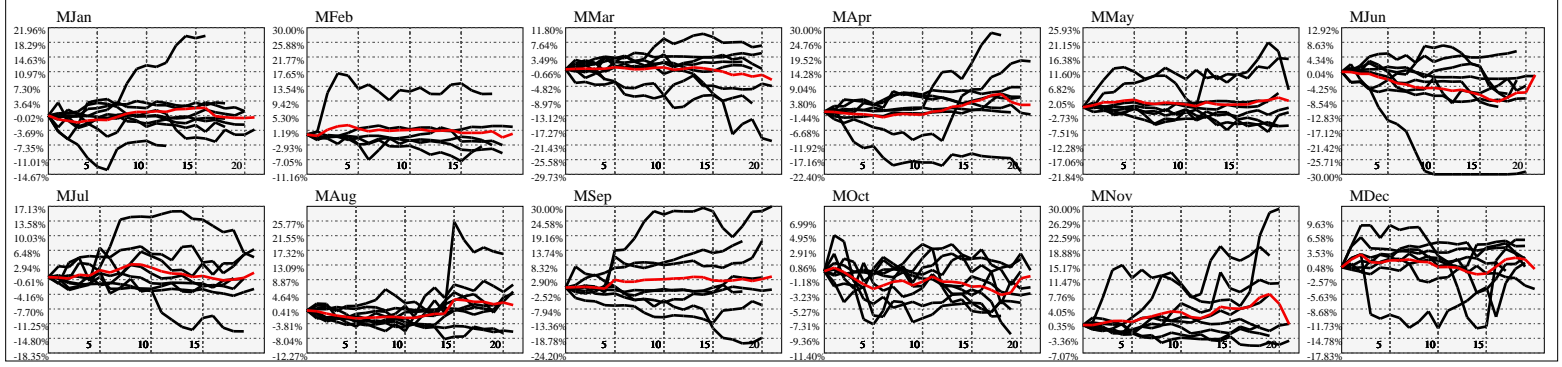 MJan MFeb MMar MApr MMay MJun
21.96% 30.00% 11.80% 30.00% 25.93% 12.92%
18.29% 25.88% 7.64% 24.76% 21.15% 8.63%
14.63% 21.77% 3.49% 19.52% 16.38% 4.34%
10.97% 17.65% -0.66% 14.28% 11.60% 0.04%
7.30% 13.54% -4.82% 9.04% 6.82% -4.25%
3.64% 9.42% -8.97% 3.80% 2.05% -8.54%
-0.02% 5.30% -13.12% -1.44% -2.73% -12.83%
-3.69% 1.19% -17.27% -6.68% -7.51% -17.12%
-7.35% -2.93% -21.43% -11.92% -12.28% -21.42%
-11.01% -7.05% -25.58% -17.16% -17.06% -25.71%
-14.67% -11.16% -29.73% -22.40% -21.84% -30.00%
5 10 15 20 5 10 15 5 10 15 20 5 10 15 20 5 10 15 5 10 15 20
MJul MAug MSep MOct MNov MDec
17.13% 30.00% 30.00%
13.58% 25.77% 24.58% 6.99% 26.29% 9.63%
10.03% 21.55% 19.16% 4.95% 22.59% 6.58%
6.48% 17.32% 13.74% 2.91% 18.88% 3.53%
2.94% 13.09% 8.32% 0.86% 15.17% 0.48%
-0.61% 8.87% 2.90% -1.18% 11.47% -2.57%
-4.16% 4.64% -2.52% -3.23% 7.76% -5.63%
-7.70% 0.41% -7.94% -5.27% 4.05% -8.68%
-11.25% -3.81% -13.36% -7.31% 0.35% -11.73%
-14.80% -8.04% -18.78% -9.36% -3.36% -14.78%
-18.35% -12.27% -24.20% -11.40% -7.07% -17.83%
5 10 15 5 10 15 20 5 10 15 20 5 10 15 20 5 10 15 20 5 10 15